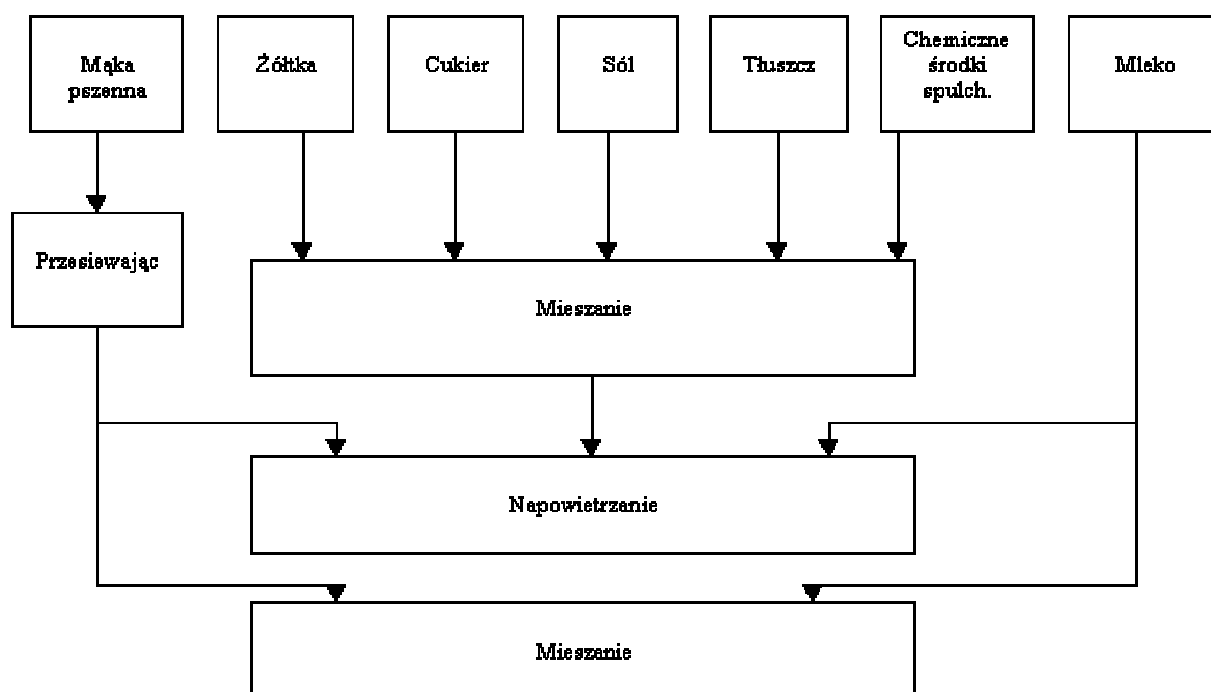 Mąka
pszenna
Żółtka
Cukier
Sól
Tłuszcz
Chemiczne
środki
spulch.
Mleko
Przesiewając
Mieszanie
Napowietrzanie
Mieszanie